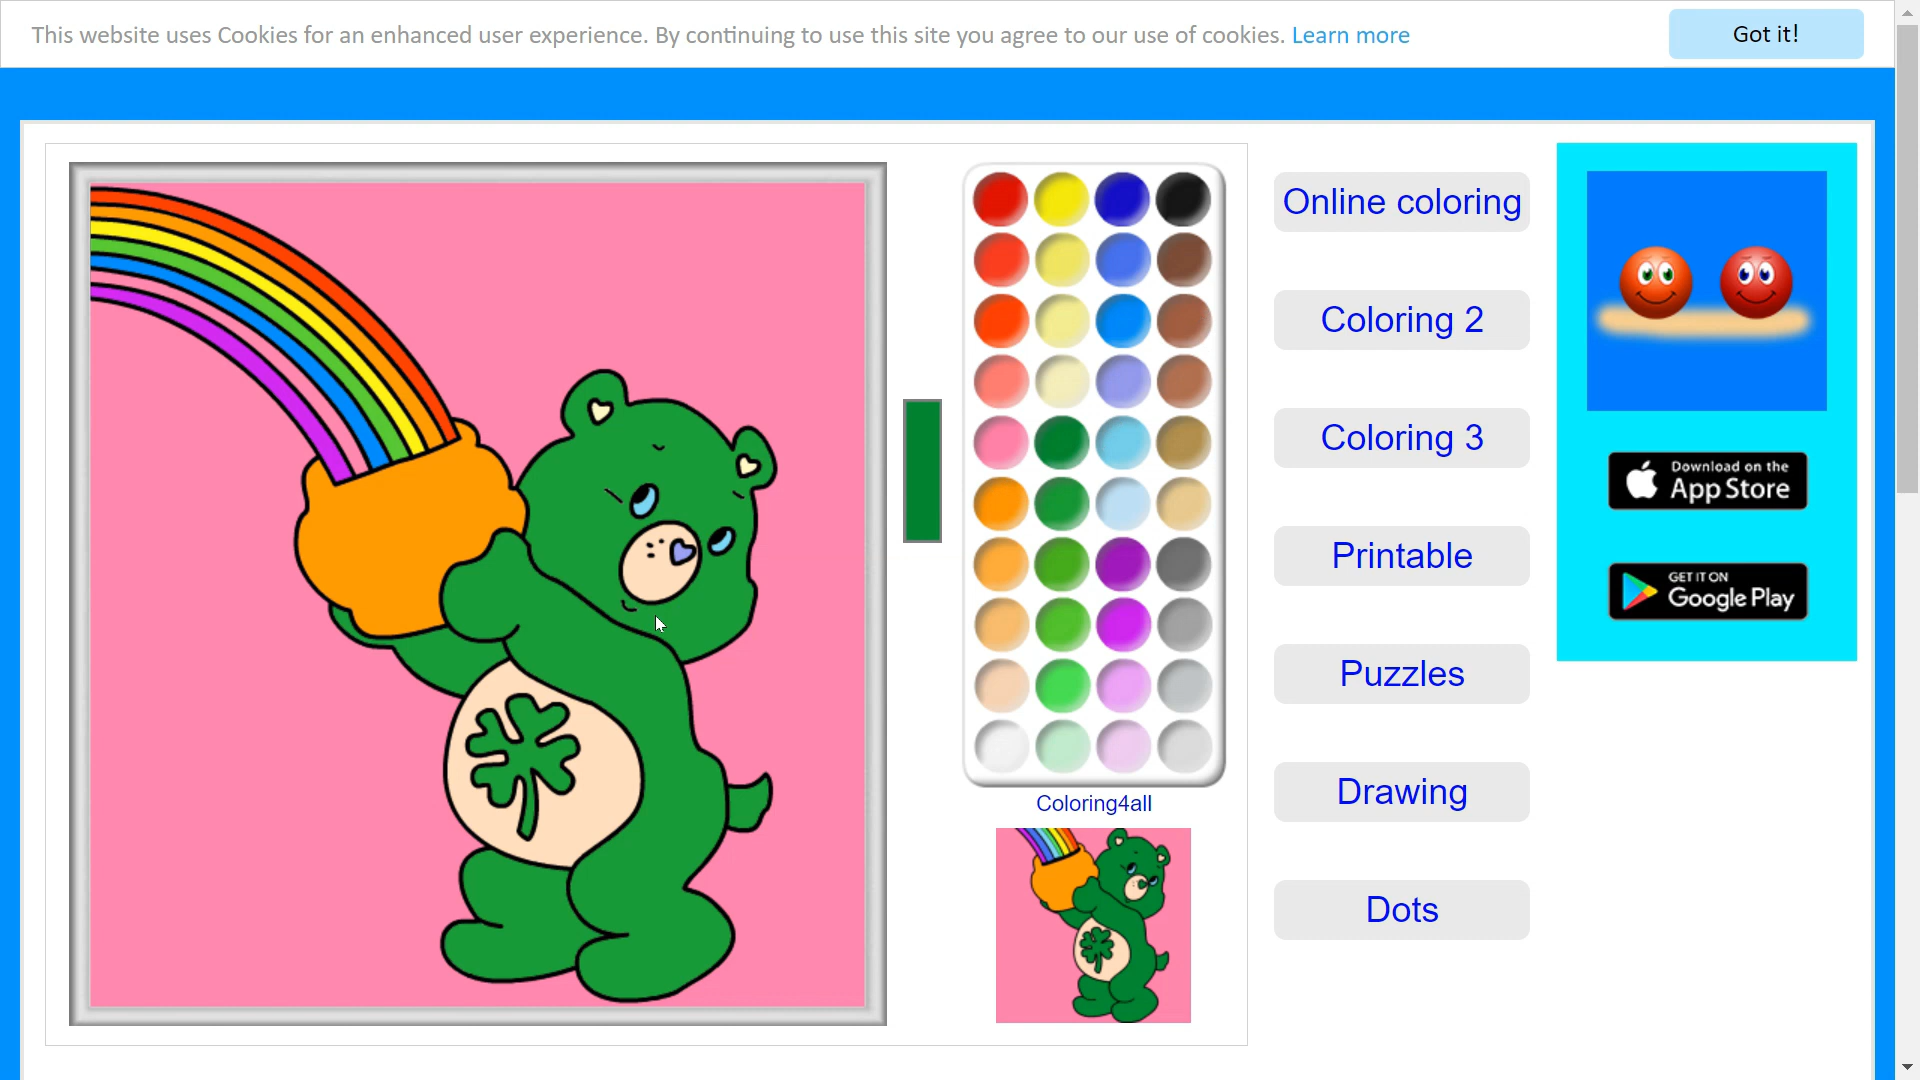 This website uses Cookies for an enhanced user experience. By continuing to use this site you agree to our use of cookies. Learn more
Got it!
Online coloring
Coloring 2
Coloring 3
Printable
Puzzles
Drawing
Dots
Download on the
App Store
GET IT ON
Google Play
Coloring4all